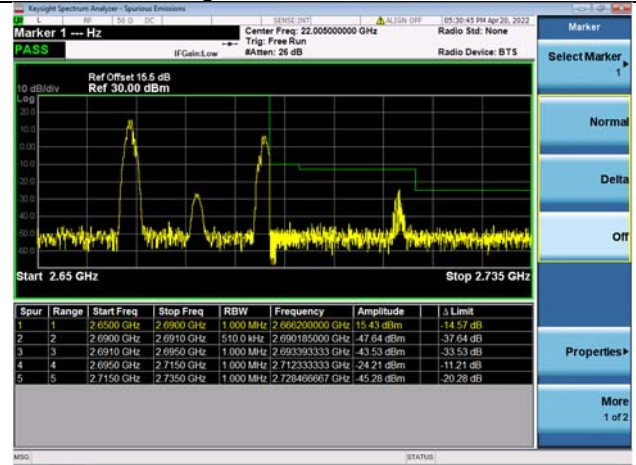 Keysight Spectrum Analyzer - Spurious Emissions
L RF 50 Ω DC SENSE:INT ALIGN OFF 05:30:45 PM Apr 20, 2022
Marker 1 --- Hz
Center Freq: 22.005000000 GHz
Radio Std: None
Trig: Free Run
PASS
IFGain:Low
#Atten: 26 dB
Radio Device: BTS
Ref Offset 15.5 dB
10 dB/div Ref 30.00 dBm
Log
20.0
10.0
0.00
-10.0
-20.0
-30.0
-40.0
-50.0
-60.0
Start 2.65 GHz Stop 2.735 GHz
Spur Range Start Freq Stop Freq RBW Frequency Amplitude Δ Limit
1 1 2.6500 GHz 2.6900 GHz 1.000 MHz 2.666200000 GHz 15.43 dBm -14.57 dB
2 2 2.6900 GHz 2.6910 GHz 510.0 kHz 2.690185000 GHz -47.64 dBm -37.64 dB
3 3 2.6910 GHz 2.6950 GHz 1.000 MHz 2.693393333 GHz -43.53 dBm -33.53 dB
4 4 2.6950 GHz 2.7150 GHz 1.000 MHz 2.712333333 GHz -24.21 dBm -11.21 dB
5 5 2.7150 GHz 2.7350 GHz 1.000 MHz 2.728466667 GHz -45.28 dBm -20.28 dB
MSG STATUS
Marker
Select Marker
1
Normal
Delta
Off
Properties
More
1 of 2